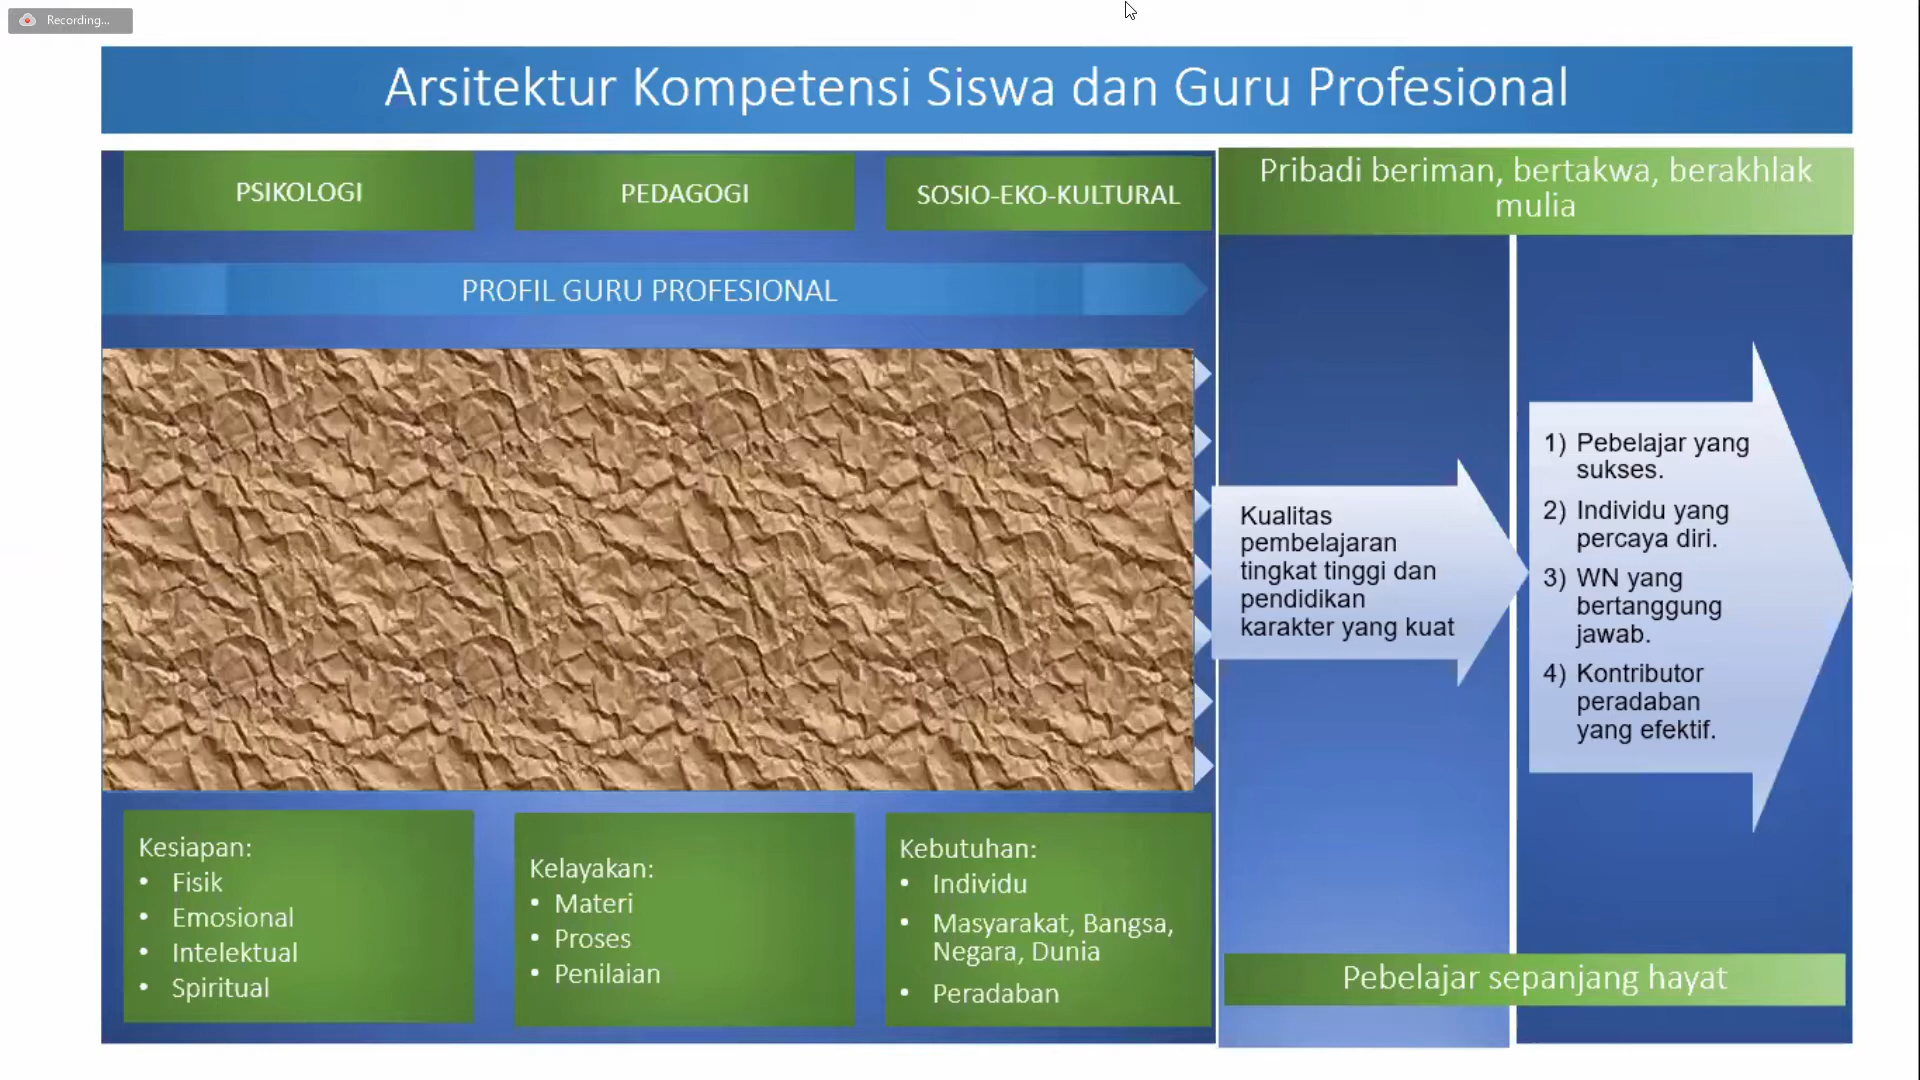 Recording...
Arsitektur Kompetensi Siswa dan Guru Profesional
PSIKOLOGI
PEDAGOGI
SOSIO-EKO-KULTURAL
Pribadi beriman, bertakwa, berakhlak
mulia
PROFIL GURU PROFESIONAL
Kualitas
pembelajaran
tingkat tinggi dan
pendidikan
karakter yang kuat
1) Pebelajar yang
sukses.
2) Individu yang
percaya diri.
3) WN yang
bertanggung
jawab.
4) Kontributor
peradaban
yang efektif.
Kesiapan:
• Fisik
• Emosional
• Intelektual
• Spiritual
Kelayakan:
• Materi
• Proses
• Penilaian
Kebutuhan:
• Individu
• Masyarakat, Bangsa,
Negara, Dunia
• Peradaban
Pebelajar sepanjang hayat